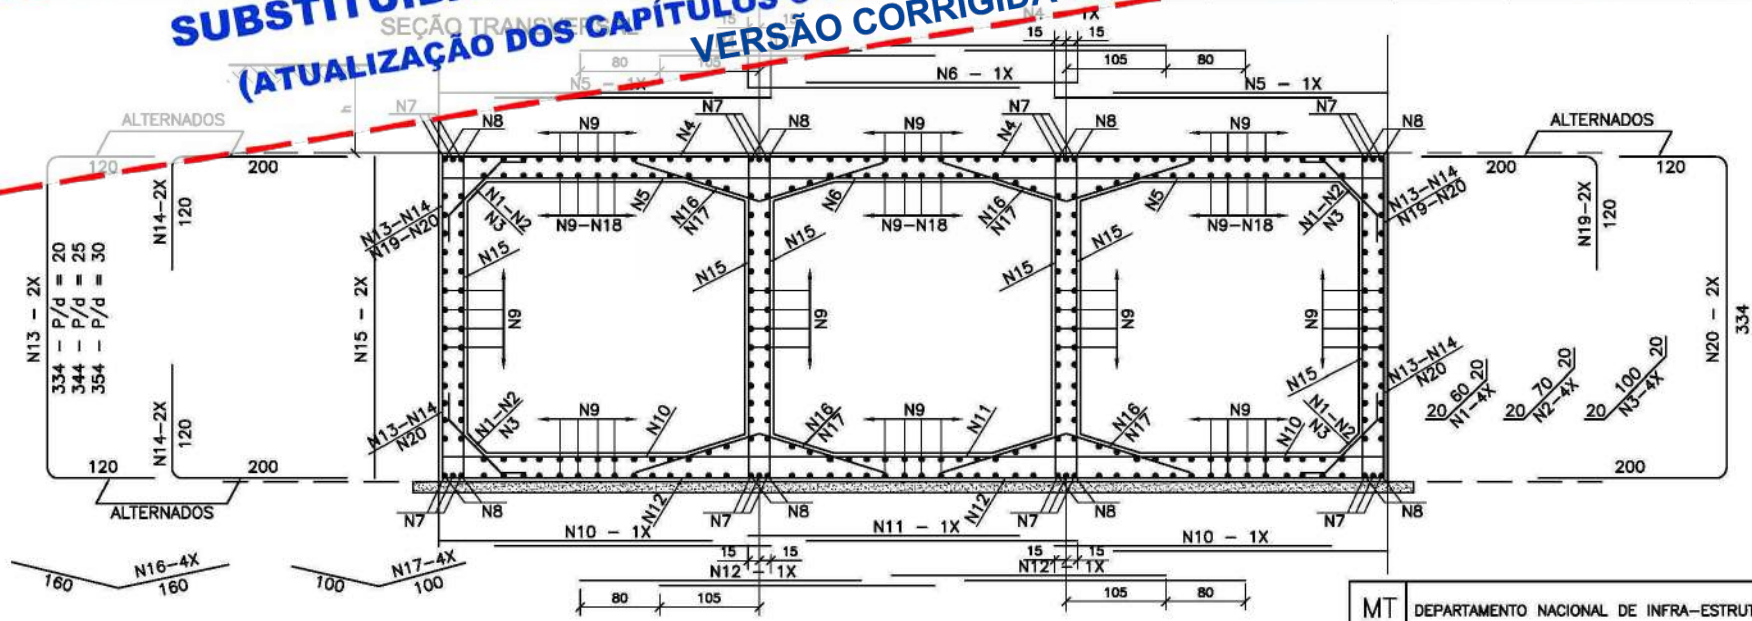 SUBSTITUÍDA
(ATUALIZAÇÃO DOS CAPÍTULOS
VERSÃO CORRIGIDA
SEÇÃO TRANSVERSAL
15 15
N4 1X
15 15
80 105
105 80
N5 - 1X
N6 - 1X
N5 - 1X
N7 N8 N9 N4 N7 N8 N9 N7 N4 N8 N9 N7 N8
ALTERNADOS
ALTERNADOS
120 200
200 120
N14-2X
120
N19-2X
120
N13-N14
N19-N20
N1-N2
N3
N5
N16
N17
N6
N16
N17
N5
N1-N2
N3
N13-N14
N19-N20
N9-N18 N9-N18 N9-N18
N15 N15 N15 N15 N15 N15
N13 - 2X
334 - P/d = 20
344 - P/d = 25
354 - P/d = 30
N15 - 2X
N9 N9 N9 N9
N20 - 2X
334
N13-N14
N20
20 60 20
N1-4X
20 70 20
N2-4X
20 100 20
N3-4X
N14-2X
120
N13-N14
N20
N1-N2
N3
N9 N10 N16
N17
N9 N11 N16
N17
N9 N10 N1-N2
N3
120 200
200
ALTERNADOS
N7 N8 N12 N7 N8 N12 N7 N8 N7 N8
N10 - 1X
N11 - 1X
N10 - 1X
15 15
15 15
N12 - 1X
N12 - 1X
80 105
105 80
160 N16-4X
160
100 N17-4X
100
MT DEPARTAMENTO NACIONAL DE INFRA-ESTRUT